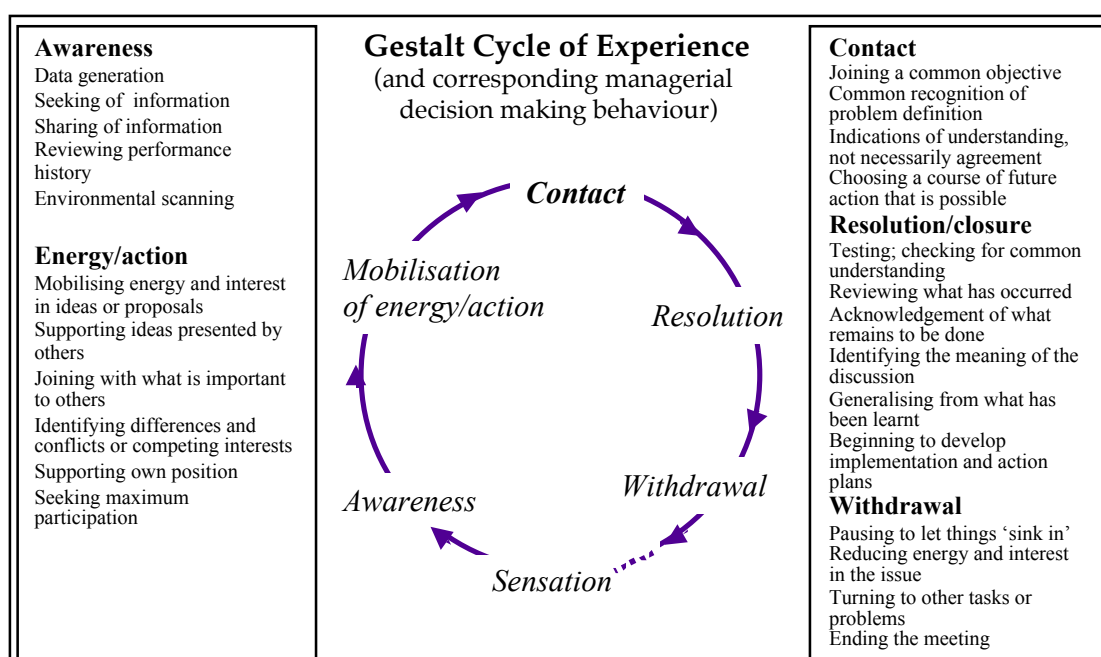 Awareness
Data generation
Seeking of information
Sharing of information
Reviewing performance
history
Environmental scanning
Energy/action
Mobilising energy and interest
in ideas or proposals
Supporting ideas presented by
others
Joining with what is important
to others
Identifying differences and
conflicts or competing interests
Supporting own position
Seeking maximum
participation
Gestalt Cycle of Experience
(and corresponding managerial
decision making behaviour)
Contact
Mobilisation
of energy/action
Resolution
Awareness
Withdrawal
Sensation
Contact
Joining a common objective
Common recognition of
problem definition
Indications of understanding,
not necessarily agreement
Choosing a course of future
action that is possible
Resolution/closure
Testing; checking for common
understanding
Reviewing what has occurred
Acknowledgement of what
remains to be done
Identifying the meaning of the
discussion
Generalising from what has
been learnt
Beginning to develop
implementation and action
plans
Withdrawal
Pausing to let things ‘sink in’
Reducing energy and interest
in the issue
Turning to other tasks or
problems
Ending the meeting